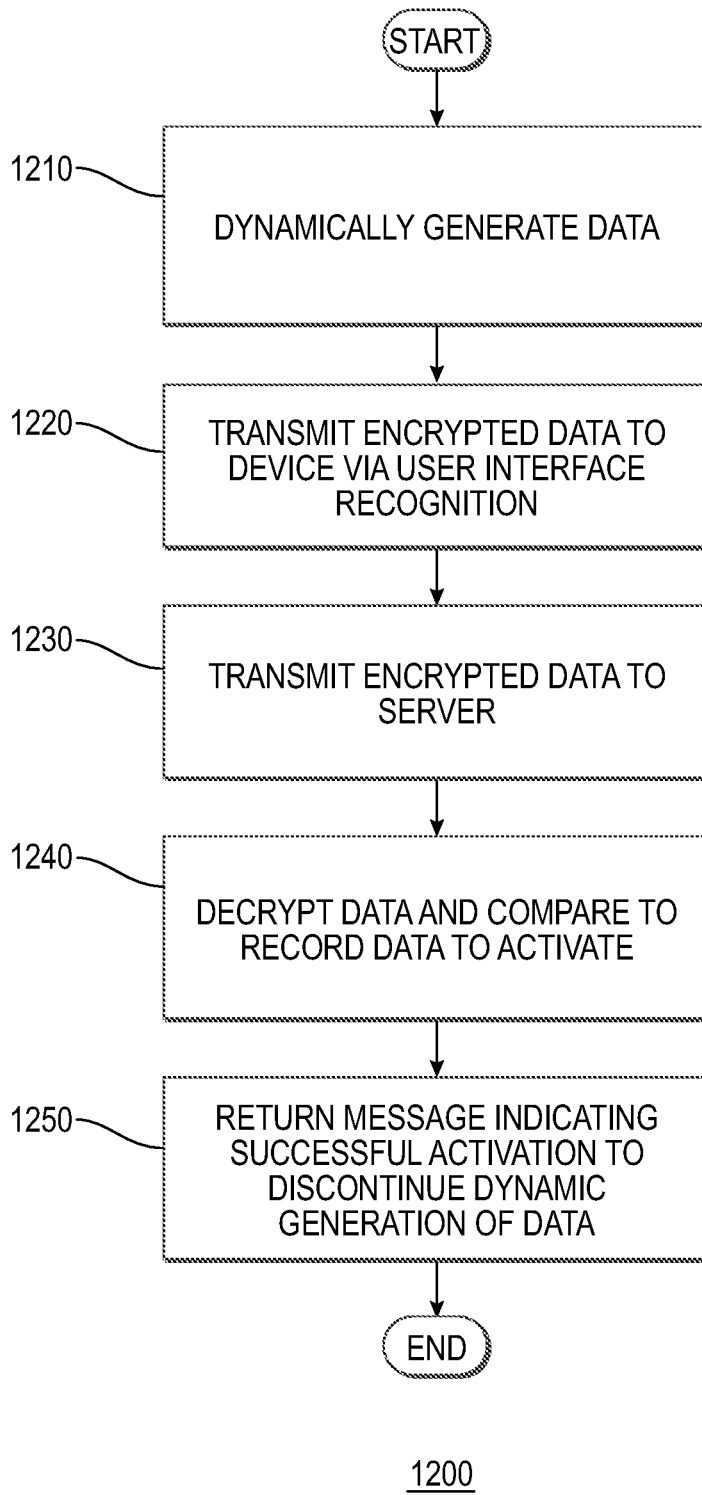 START
1210
DYNAMICALLY GENERATE DATA
1220
TRANSMIT ENCRYPTED DATA TO
DEVICE VIA USER INTERFACE
RECOGNITION
1230
TRANSMIT ENCRYPTED DATA TO
SERVER
1240
DECRYPT DATA AND COMPARE TO
RECORD DATA TO ACTIVATE
1250
RETURN MESSAGE INDICATING
SUCCESSFUL ACTIVATION TO
DISCONTINUE DYNAMIC
GENERATION OF DATA
END
1200